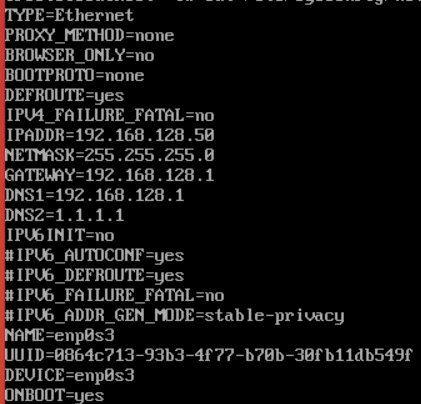 TYPE=Ethernet
PROXY_METHOD=none
BROWSER_ONLY=no
BOOTPROTO=none
DEFROUTE=yes
IPV4_FAILURE_FATAL=no
IPADDR=192.168.128.50
NETMASK=255.255.255.0
GATEWAY=192.168.128.1
DNS1=192.168.128.1
DNS2=1.1.1.1
IPV6INIT=no
#IPV6_AUTOCONF=yes
#IPV6_DEFROUTE=yes
#IPV6_FAILURE_FATAL=no
#IPV6_ADDR_GEN_MODE=stable-privacy
NAME=enp0s3
UUID=0864c713-93b3-4f77-b70b-30fb11db549f
DEVICE=enp0s3
ONBOOT=yes